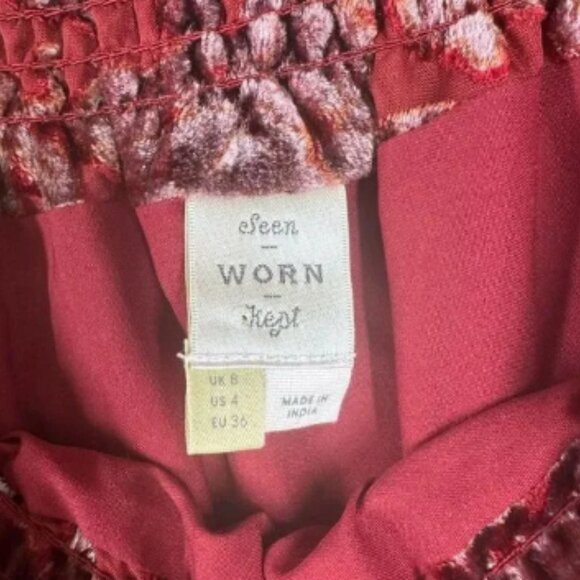 Seen
WORN
Kept
UK 8
US 4
EU 36
MADE IN
INDIA